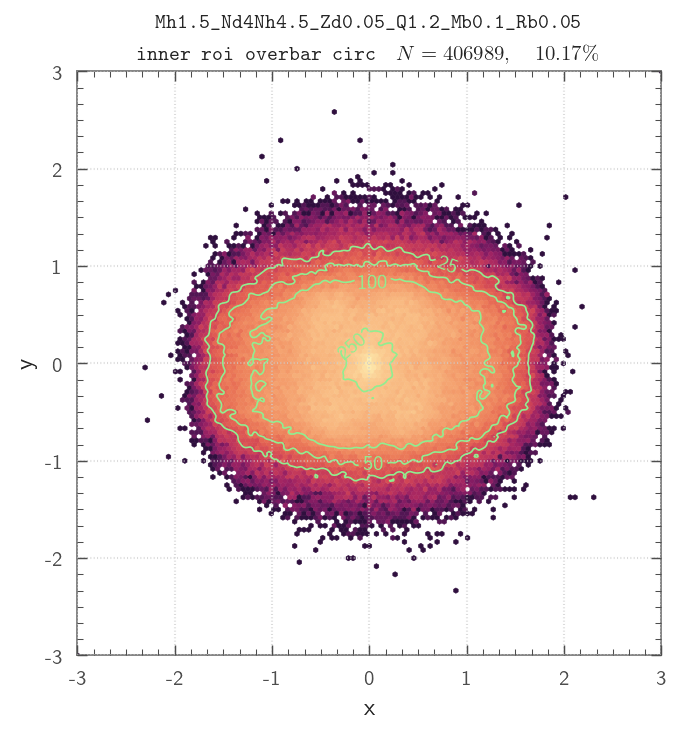 Mh1.5_Nd4Nh4.5_Zd0.05_Q1.2_Mb0.1_Rb0.05
inner roi overbar circ N = 406989, 10.17%
3
2
1
0
-1
-2
-3
y
25
100
50
-3 -2 -1 0 1 2 3
x